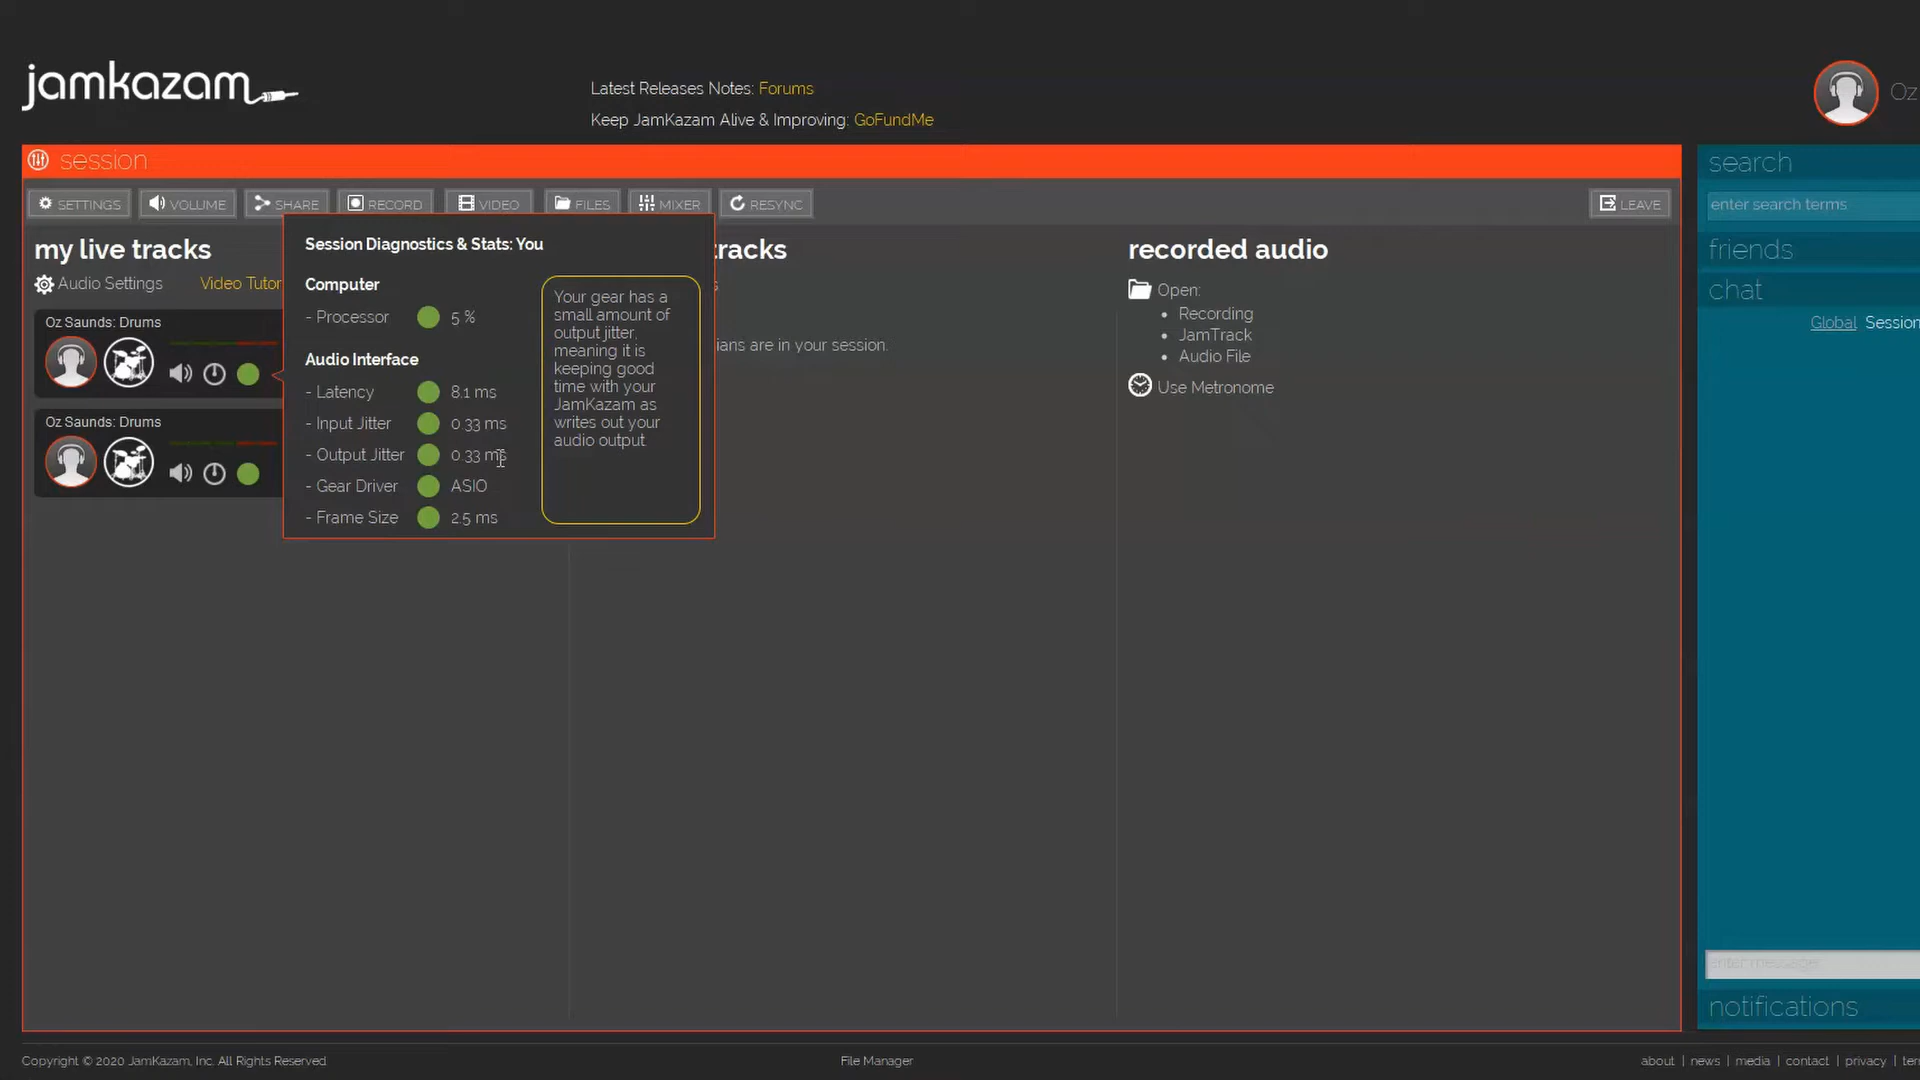 jamkazam
Latest Releases Notes: Forums
Keep JamKazam Alive & Improving: GoFundMe
Oz
session
SETTINGS VOLUME SHARE RECORD VIDEO FILES MIXER RESYNC LEAVE
my live tracks
Audio Settings Video Tutor
Oz Saunds: Drums
Oz Saunds: Drums
Session Diagnostics & Stats: You
Computer
- Processor 5 %
Audio Interface
- Latency 8.1 ms
- Input Jitter 0.33 ms
- Output Jitter 0.33 ms
- Gear Driver ASIO
- Frame Size 2.5 ms
Your gear has a
small amount of
output jitter,
meaning it is
keeping good
time with your
JamKazam as
writes out your
audio output
tracks
s
ians are in your session.
recorded audio
Open:
• Recording
• JamTrack
• Audio File
Use Metronome
search
enter search terms
friends
chat
Global Session
enter message
notifications
Copyright © 2020 JamKazam, Inc. All Rights Reserved
File Manager
about | news | media | contact | privacy | ter